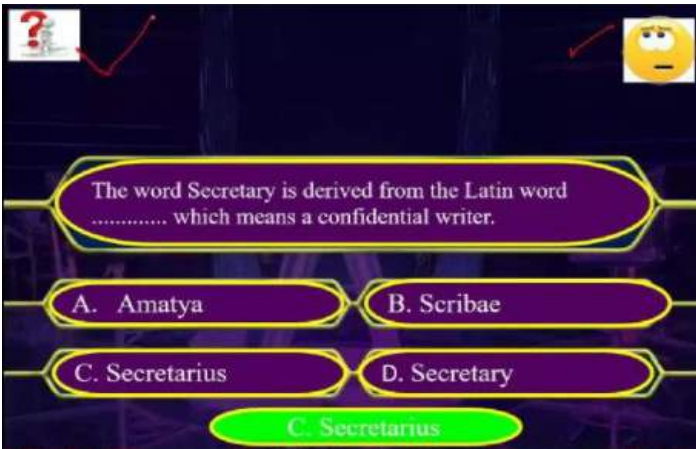 The word Secretary is derived from the Latin word
............. which means a confidential writer.
A. Amatya
B. Scribae
C. Secretarius
D. Secretary
C. Secretarius